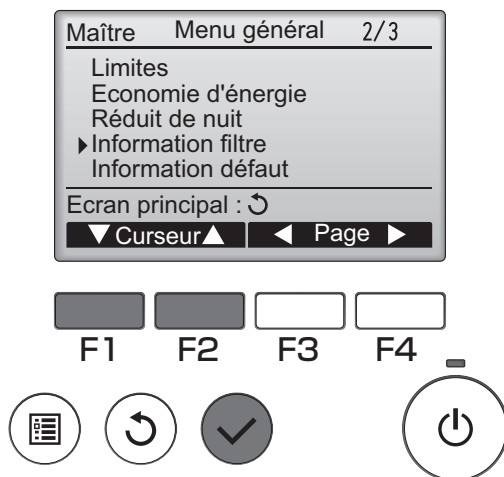 Maître Menu général 2/3
Limites
Economie d'énergie
Réduit de nuit
Information filtre
Information défaut
Ecran principal :
Curseur Page
F1 F2 F3 F4